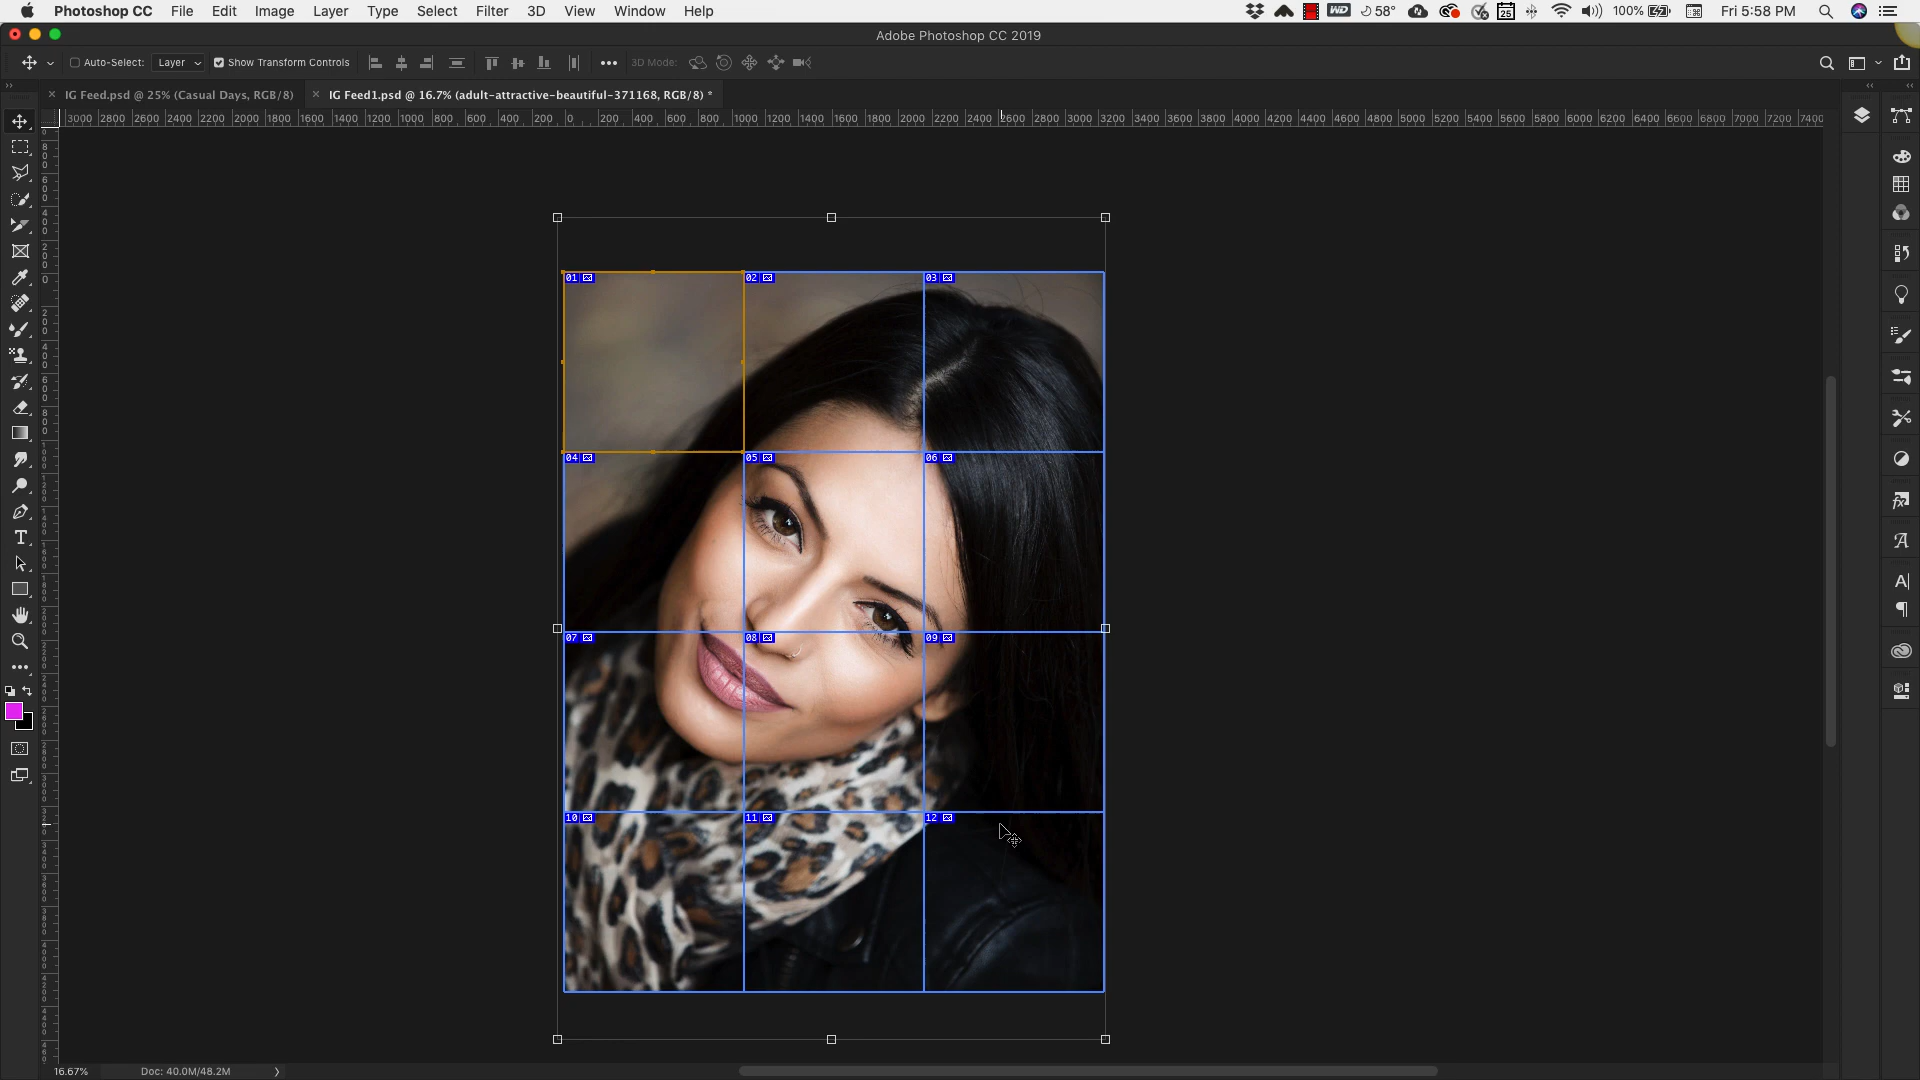 Photoshop CC File Edit Image Layer Type Select Filter 3D View Window Help WD 58° 25 100% Fri 5:58 PM
Adobe Photoshop CC 2019
Auto-Select: Layer Show Transform Controls 3D Mode:
IG Feed.psd @ 25% (Casual Days, RGB/8) IG Feed1.psd @ 16.7% (adult-attractive-beautiful-371168, RGB/8) *
3000 2800 2600 2400 2200 2000 1800 1600 1400 1200 1000 800 600 400 200 0 200 400 600 800 1000 1200 1400 1600 1800 2000 2200 2400 2600 2800 3000 3200 3400 3600 3800 4000 4200 4400 4600 4800 5000 5200 5400 5600 5800 6000 6200 6400 6600 6800 7000 7200 7400
01 02 03
04 05 06
07 08 09
10 11 12
16.67% Doc: 40.0M/48.2M